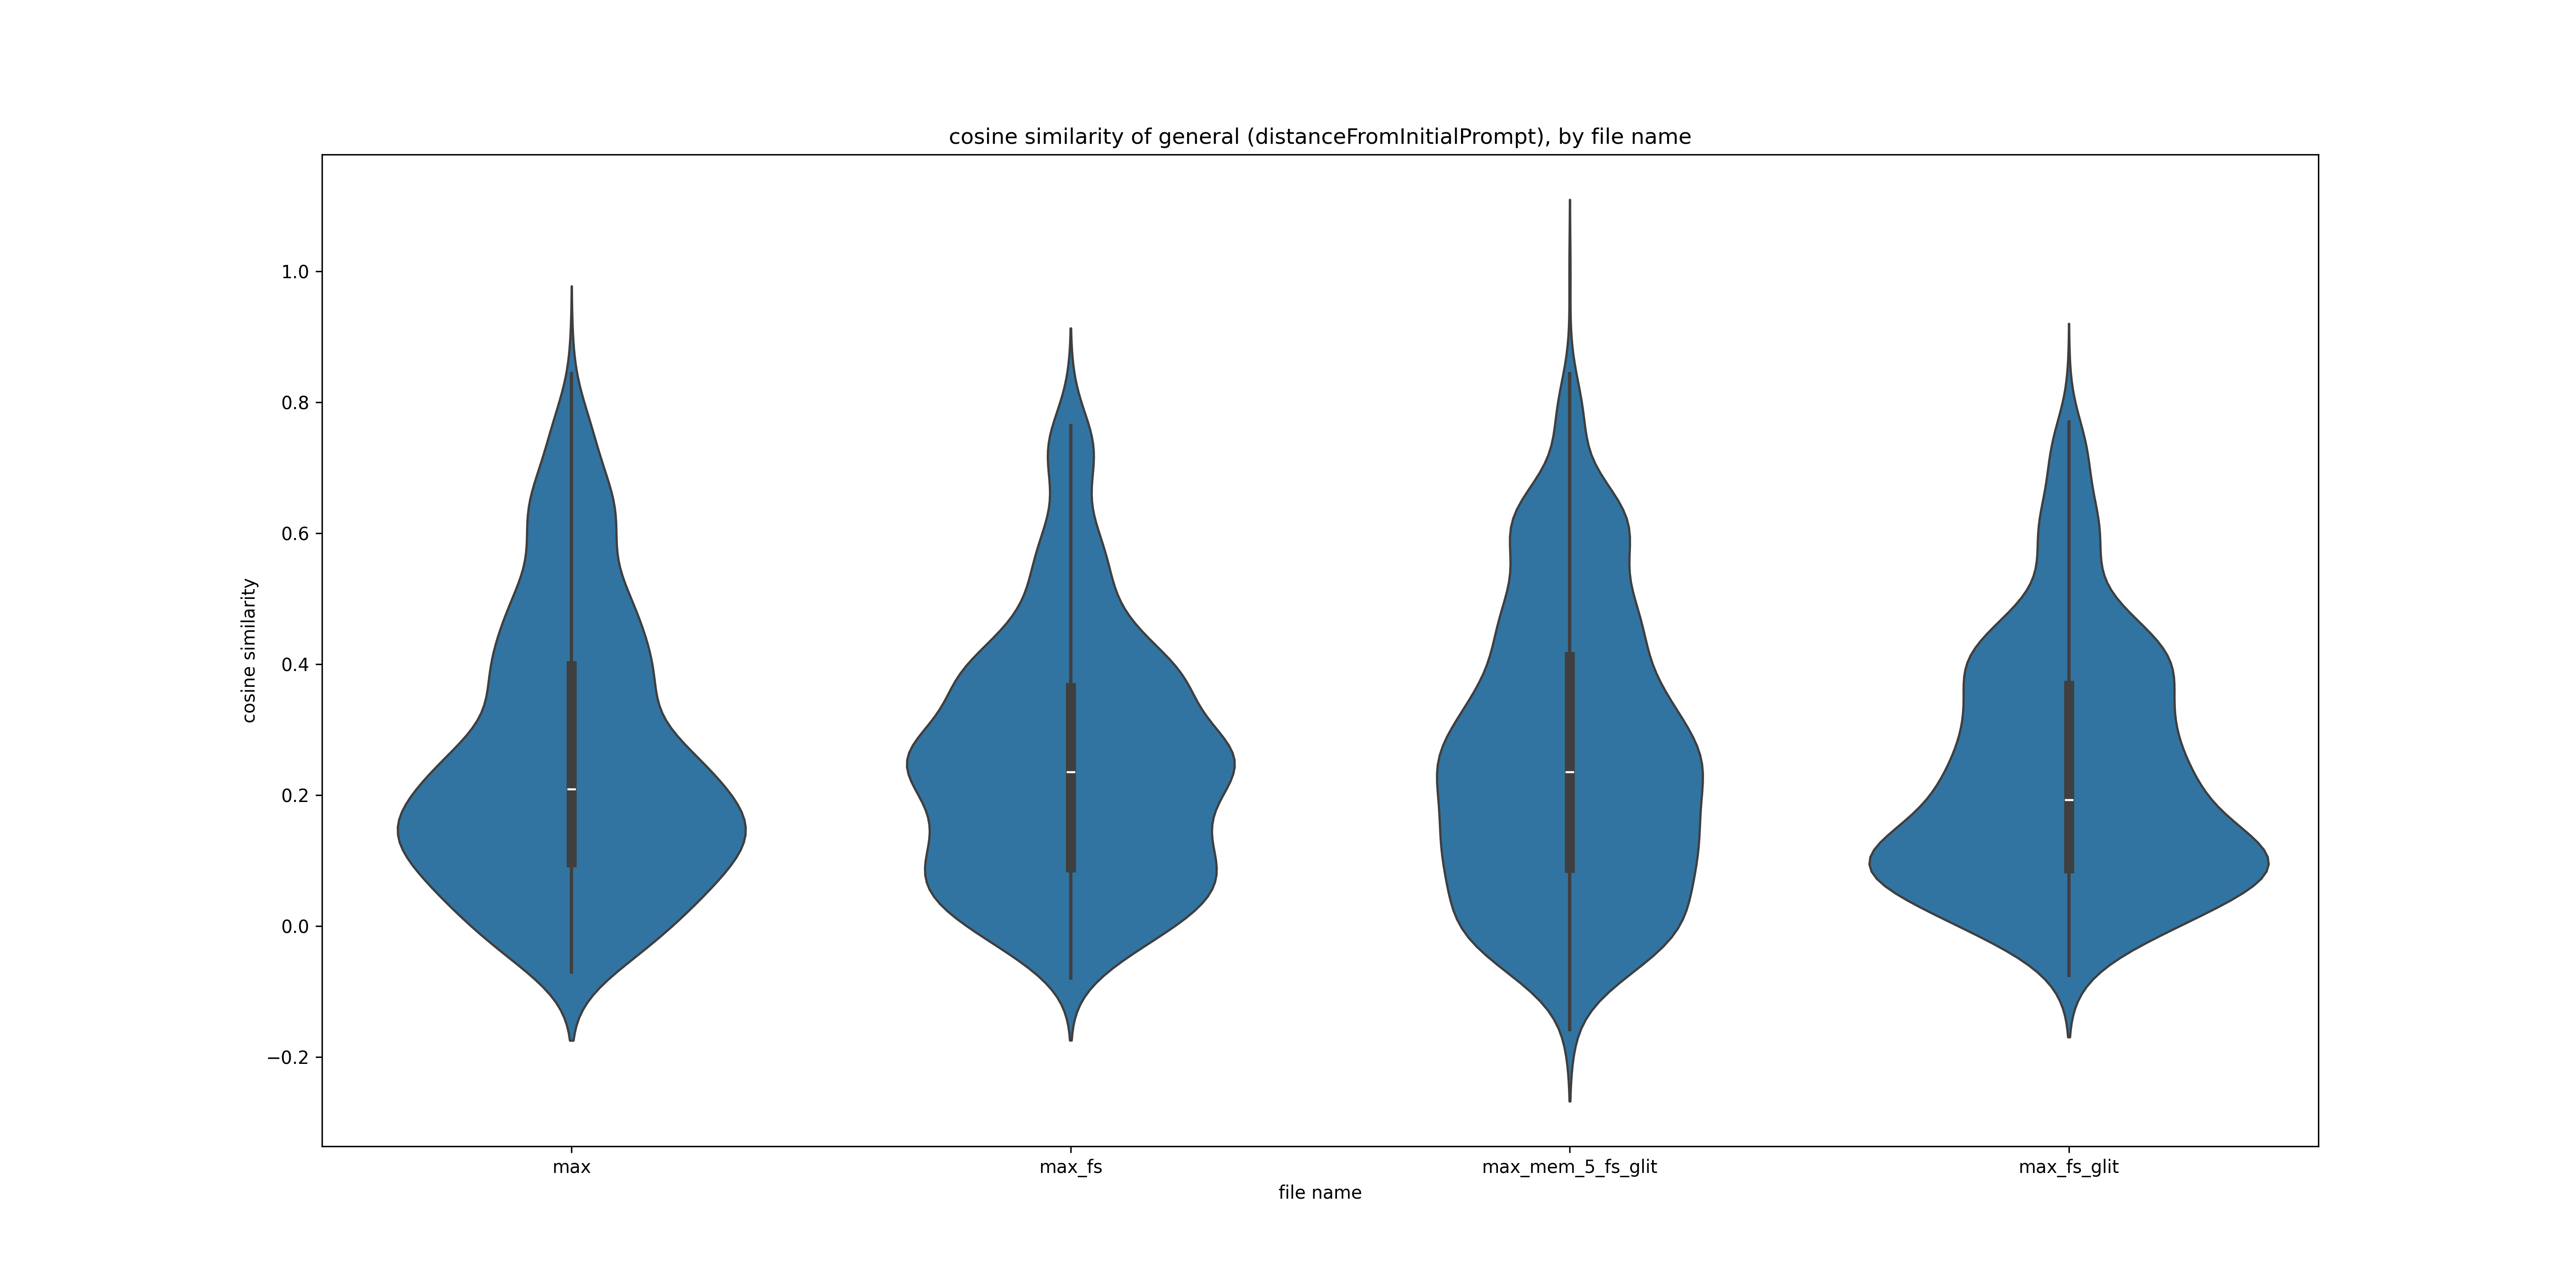 cosine similarity of general (distanceFromInitialPrompt), by file name
1.0
0.8
0.6
0.4
0.2
0.0
−0.2
cosine similarity
max
max_fs
max_mem_5_fs_glit
max_fs_glit
file name